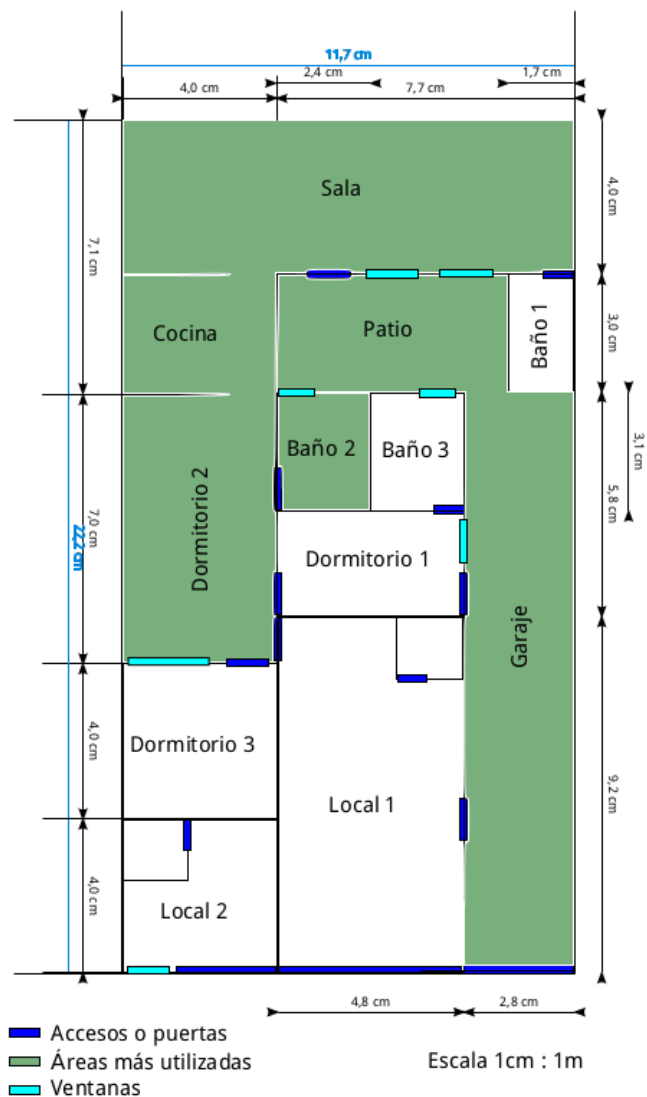 11,7 cm
2,4 cm
1,7 cm
4,0 cm
7,7 cm
Sala
4,0 cm
7,1 cm
Cocina
Patio
Baño 1
3,0 cm
Baño 2
Baño 3
3,1
5,8 cm
Dormitorio 2
7,0 cm
22,2 cm
Dormitorio 1
Garaje
Dormitorio 3
4,0 cm
Local 1
9,2 cm
Local 2
4,0 cm
4,8 cm
2,8 cm
Accesos o puertas
Áreas más utilizadas
Ventanas
Escala 1cm : 1m